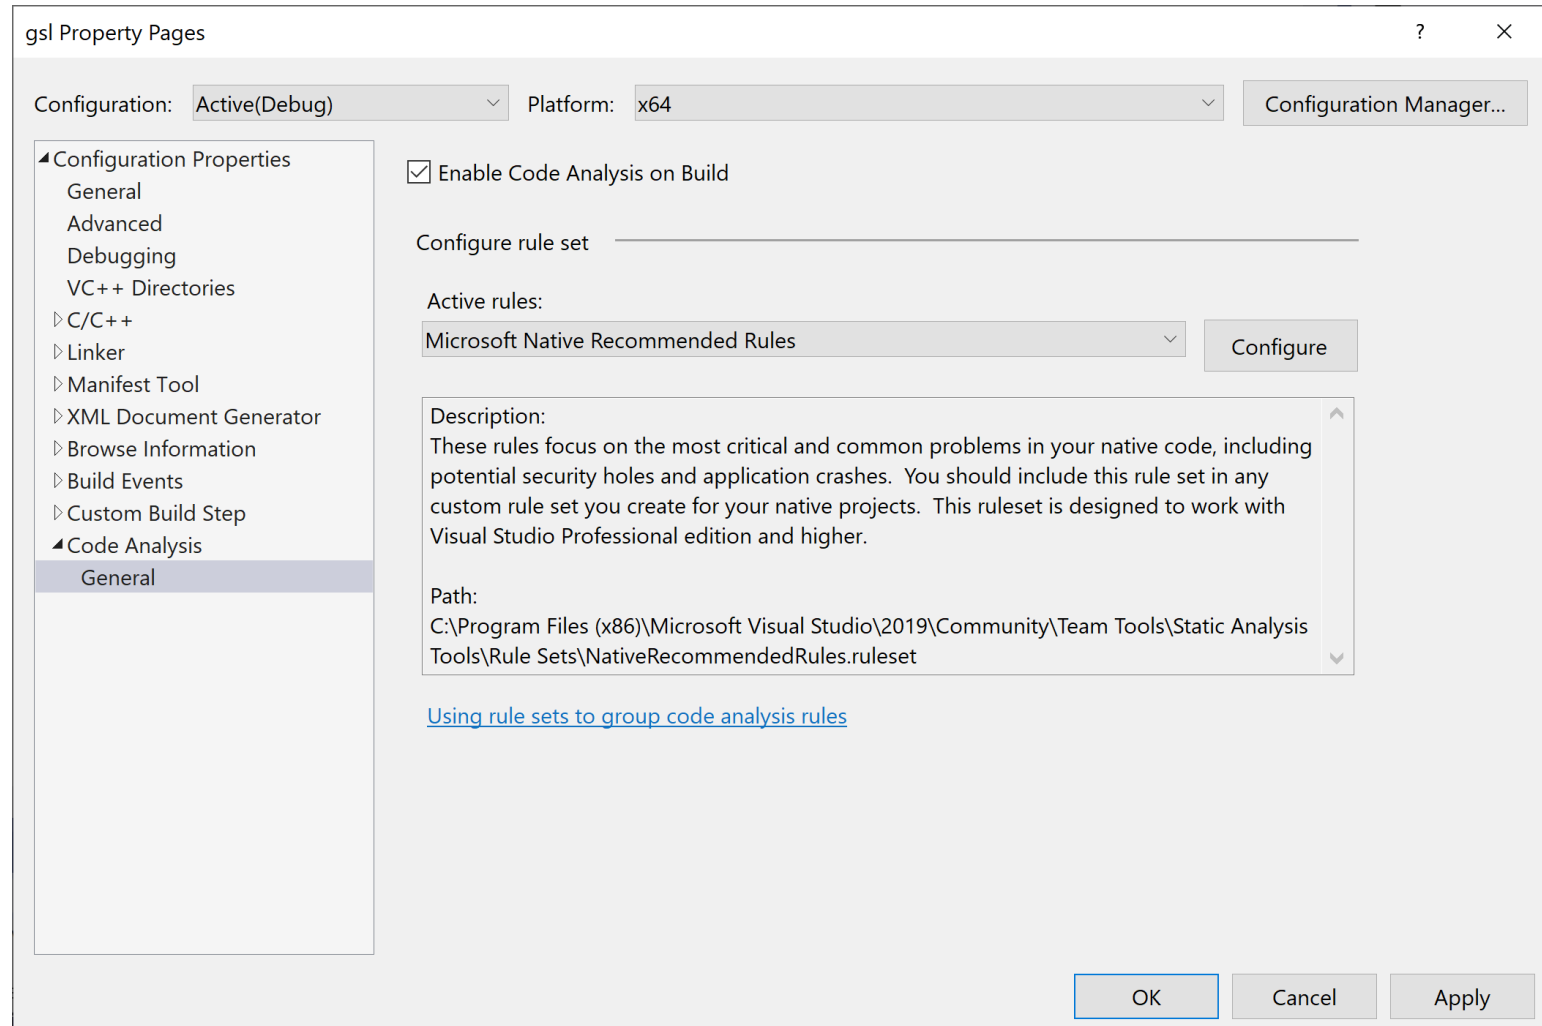 gsl Property Pages
?
Configuration:
Active(Debug)
Platform:
x64
Configuration Manager...
Configuration Properties
General
Advanced
Debugging
VC++ Directories
C/C++
Linker
Manifest Tool
XML Document Generator
Browse Information
Build Events
Custom Build Step
Code Analysis
General
Enable Code Analysis on Build
Configure rule set
Active rules:
Microsoft Native Recommended Rules
Configure
Description:
These rules focus on the most critical and common problems in your native code, including
potential security holes and application crashes.  You should include this rule set in any
custom rule set you create for your native projects.  This ruleset is designed to work with
Visual Studio Professional edition and higher.
Path:
C:\Program Files (x86)\Microsoft Visual Studio\2019\Community\Team Tools\Static Analysis
Tools\Rule Sets\NativeRecommendedRules.ruleset
Using rule sets to group code analysis rules
OK
Cancel
Apply